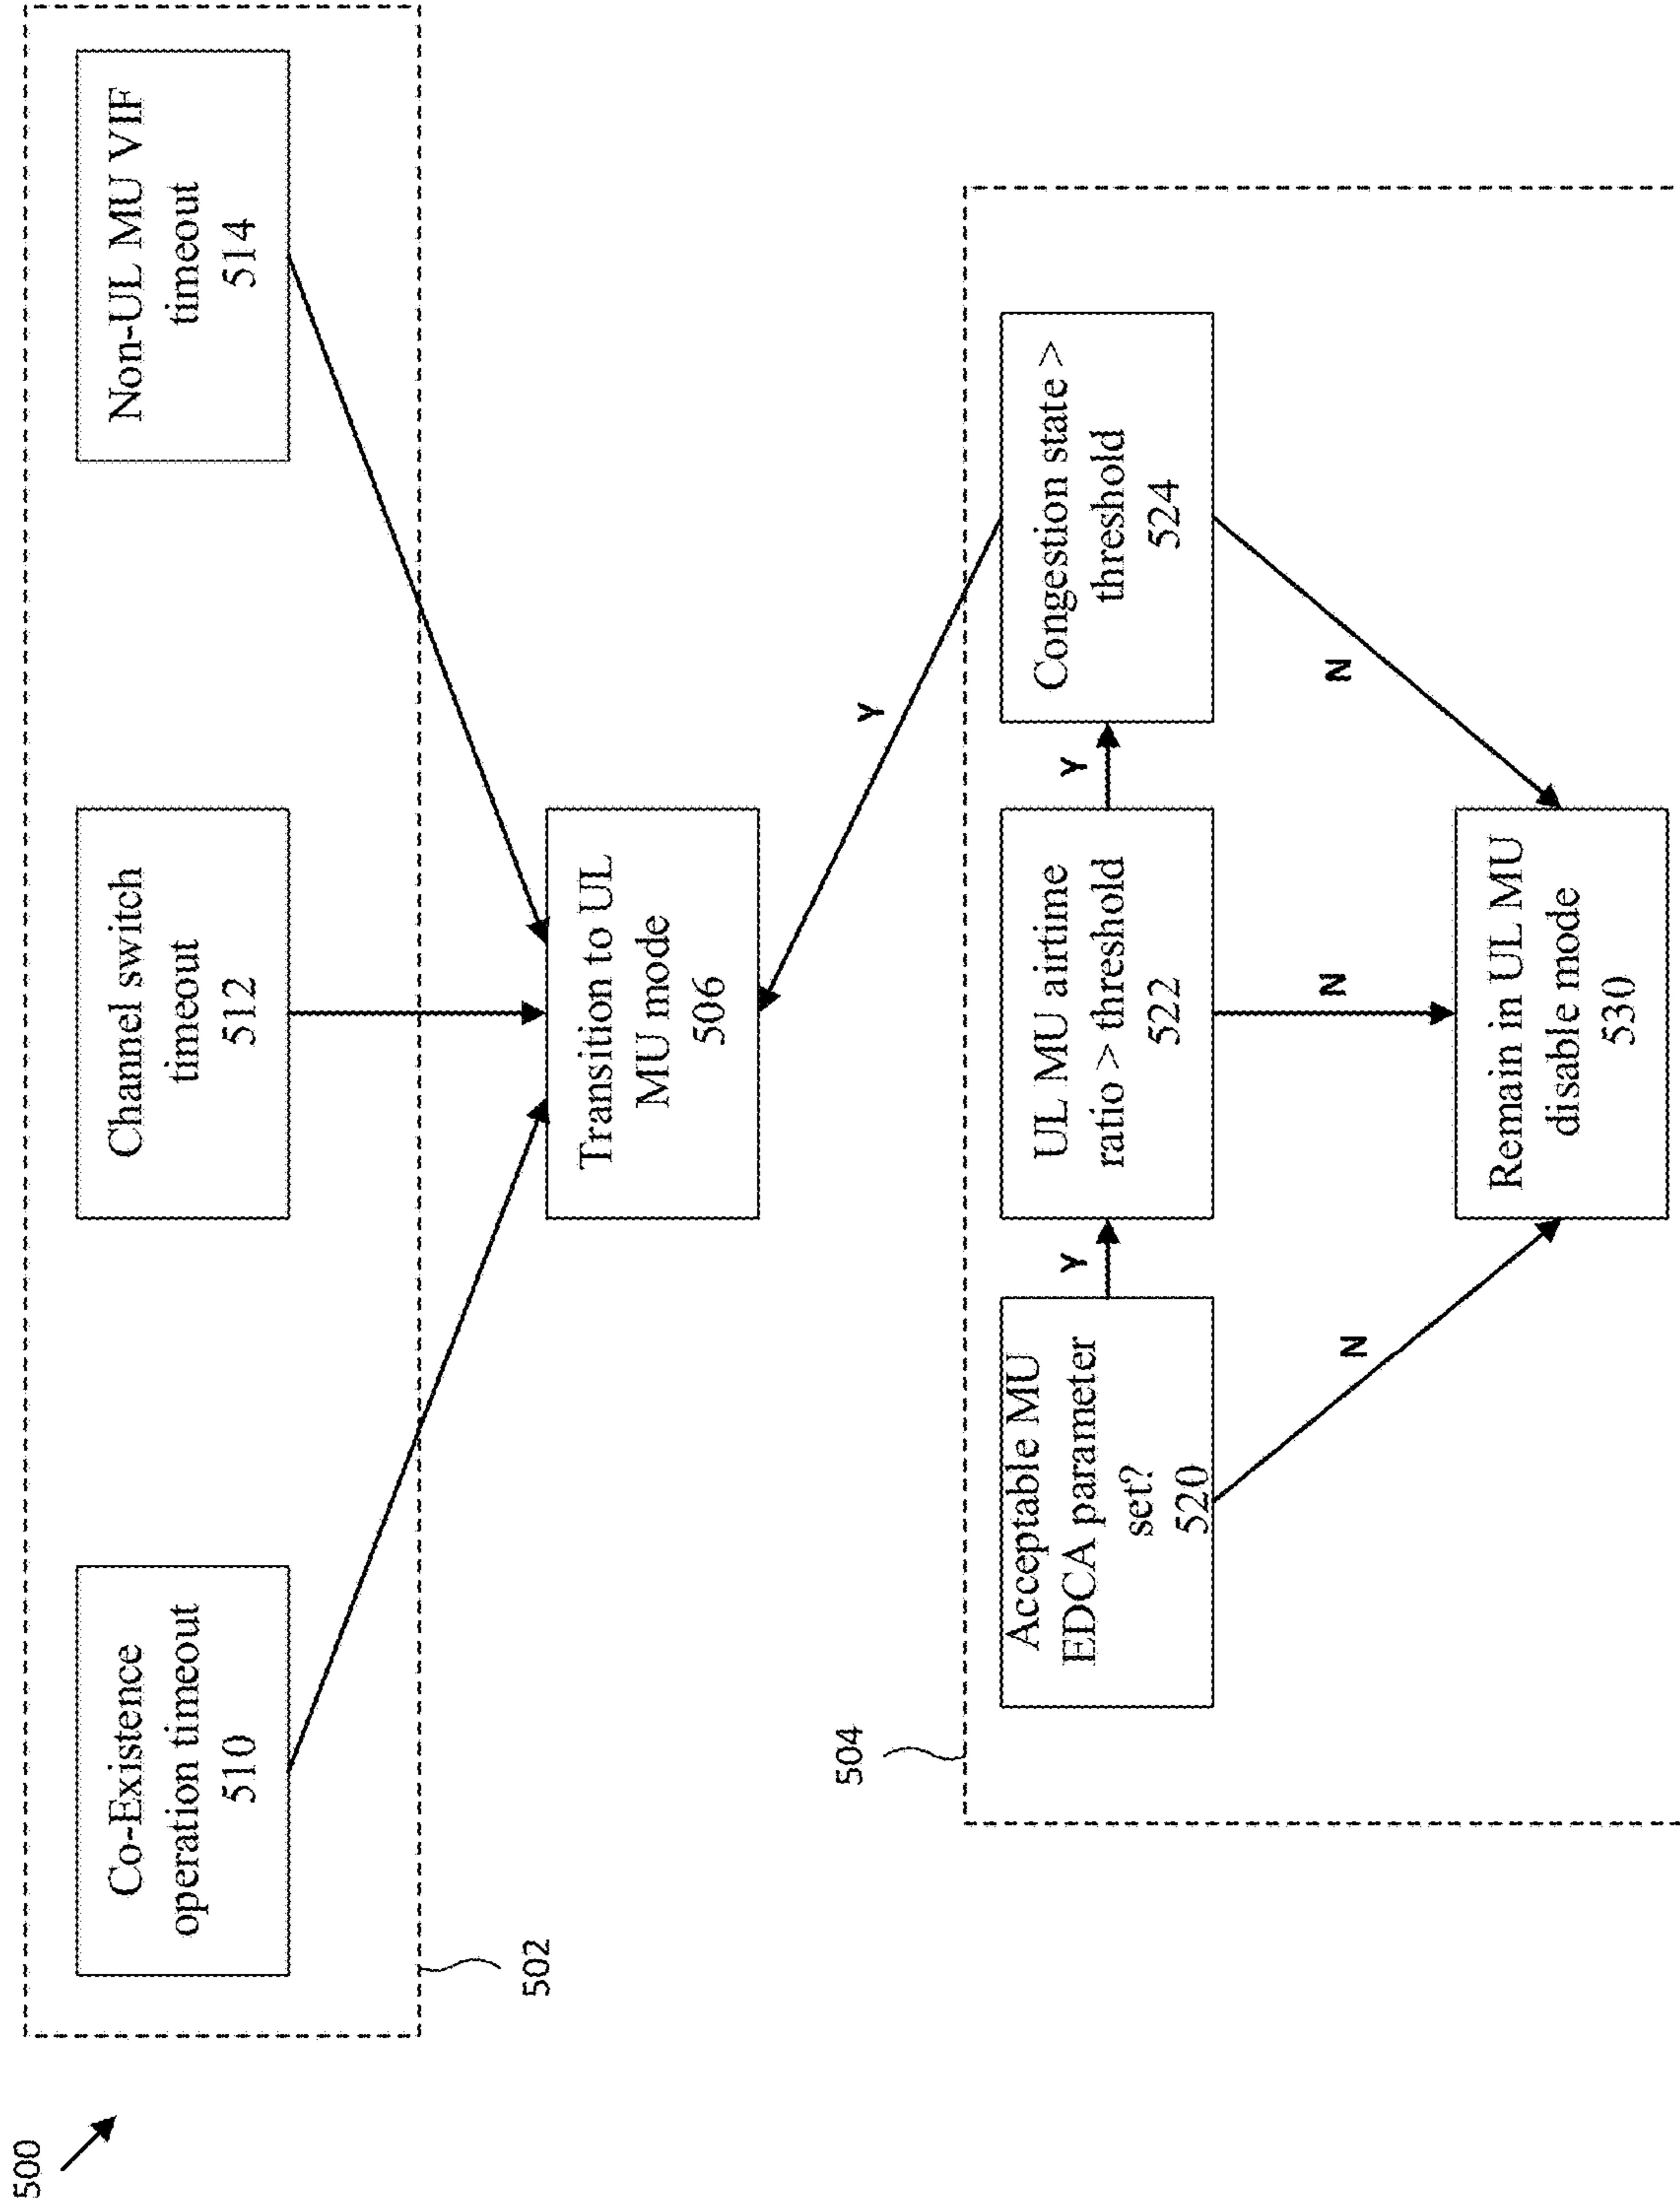 500
Co-Existence
operation timeout
510
Channel switch
timeout
512
Non-UL MU VIF
timeout
514
502
Transition to UL
MU mode
506
Y
504
Acceptable MU
EDCA parameter
set?
520
Y
UL MU airtime
ratio > threshold
522
Y
Congestion state >
threshold
524
N
N
N
Remain in UL MU
disable mode
530